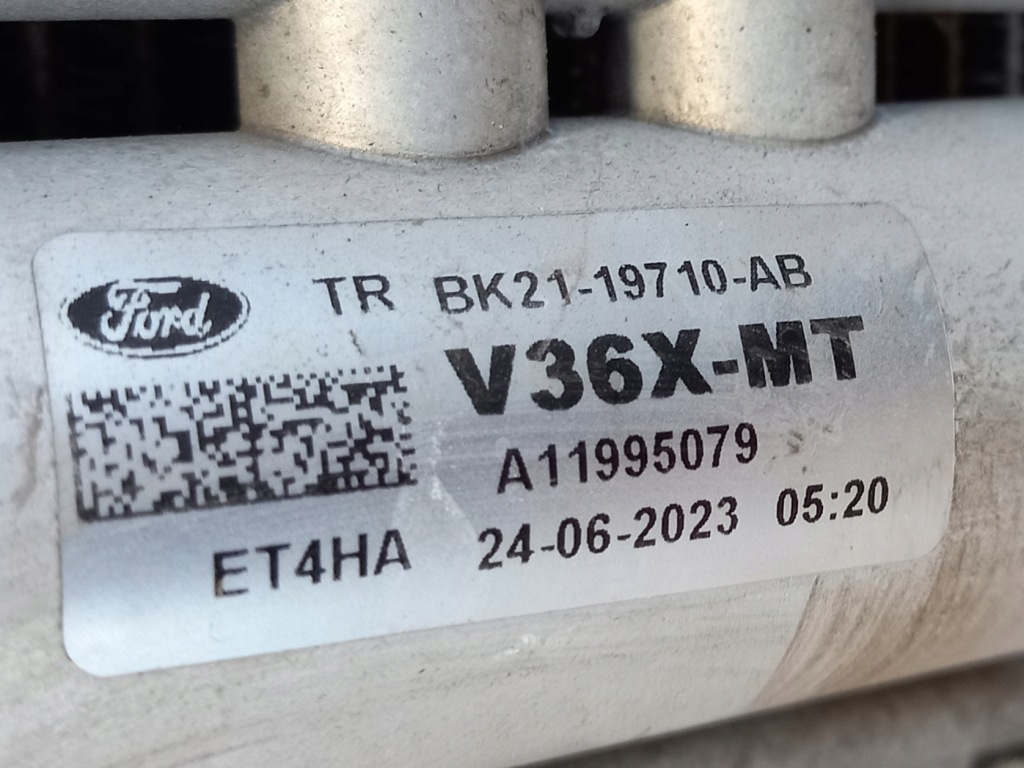 Ford TR BK21-19710-AB
V36X-MT
A11995079
ET4HA 24-06-2023 05:20